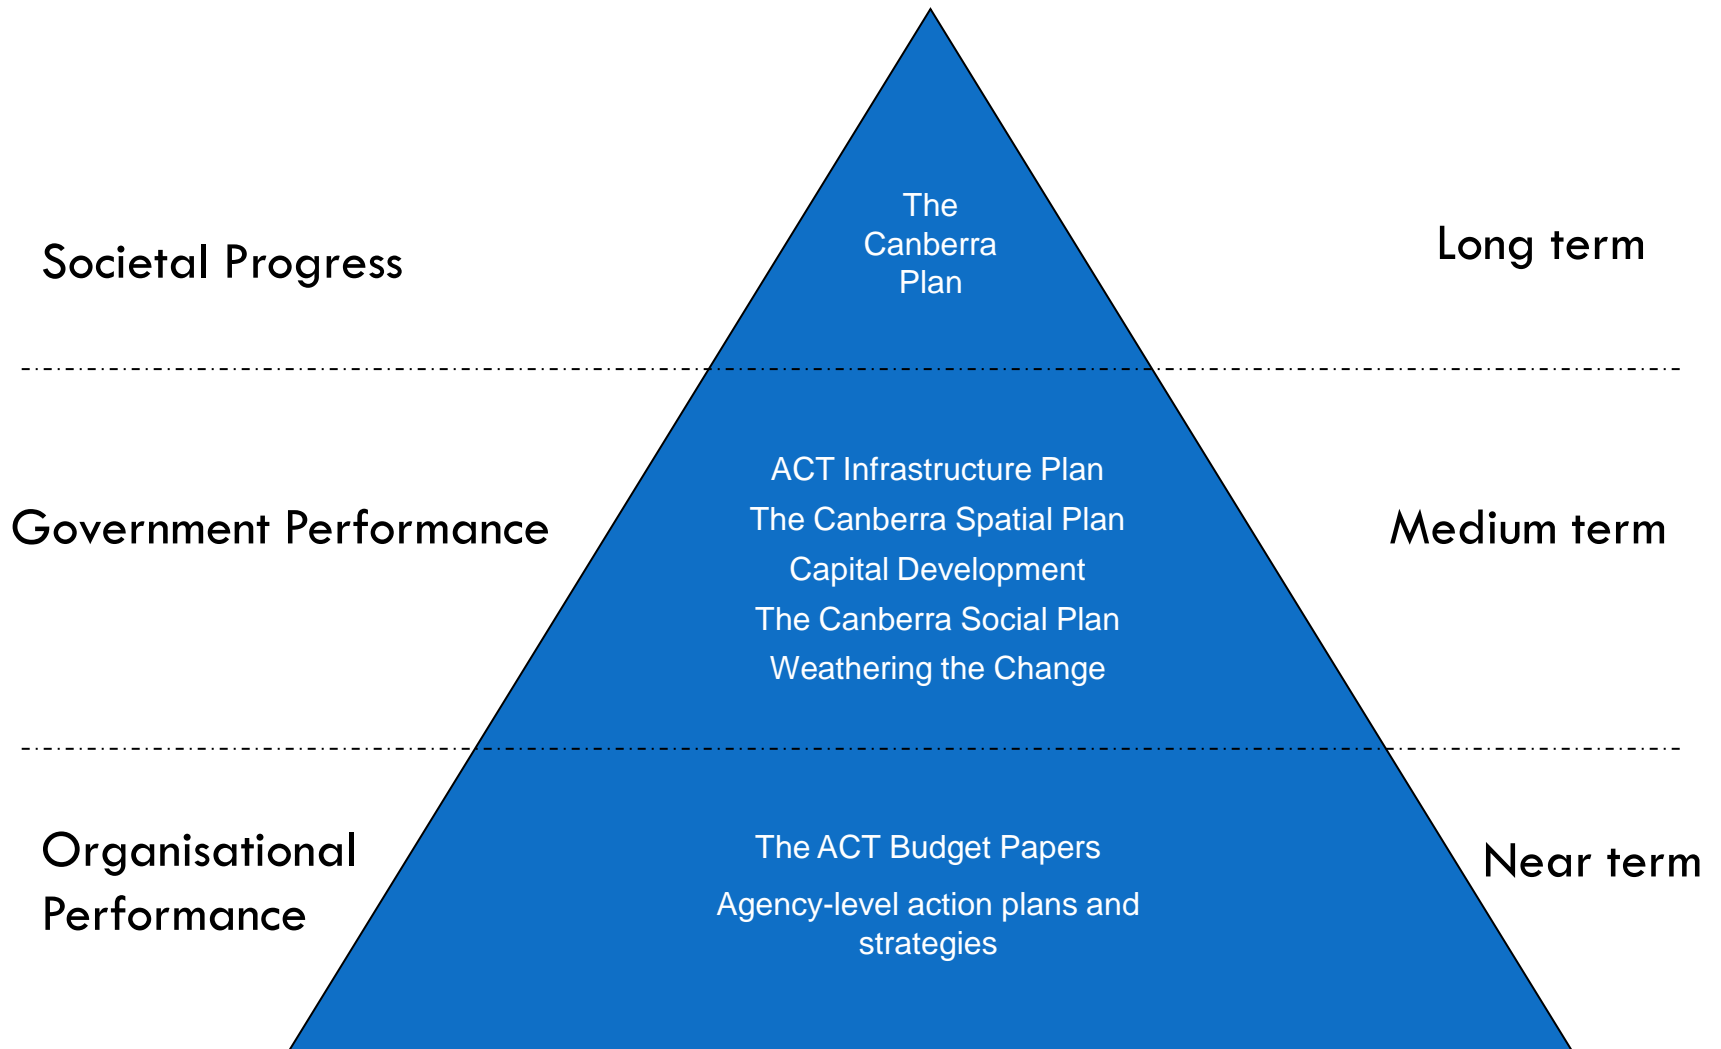 The
Canberra
Plan
Societal Progress
Long term
ACT Infrastructure Plan
The Canberra Spatial Plan
Capital Development
The Canberra Social Plan
Weathering the Change
Government Performance
Medium term
Organisational
Performance
The ACT Budget Papers
Agency-level action plans and
strategies
Near term